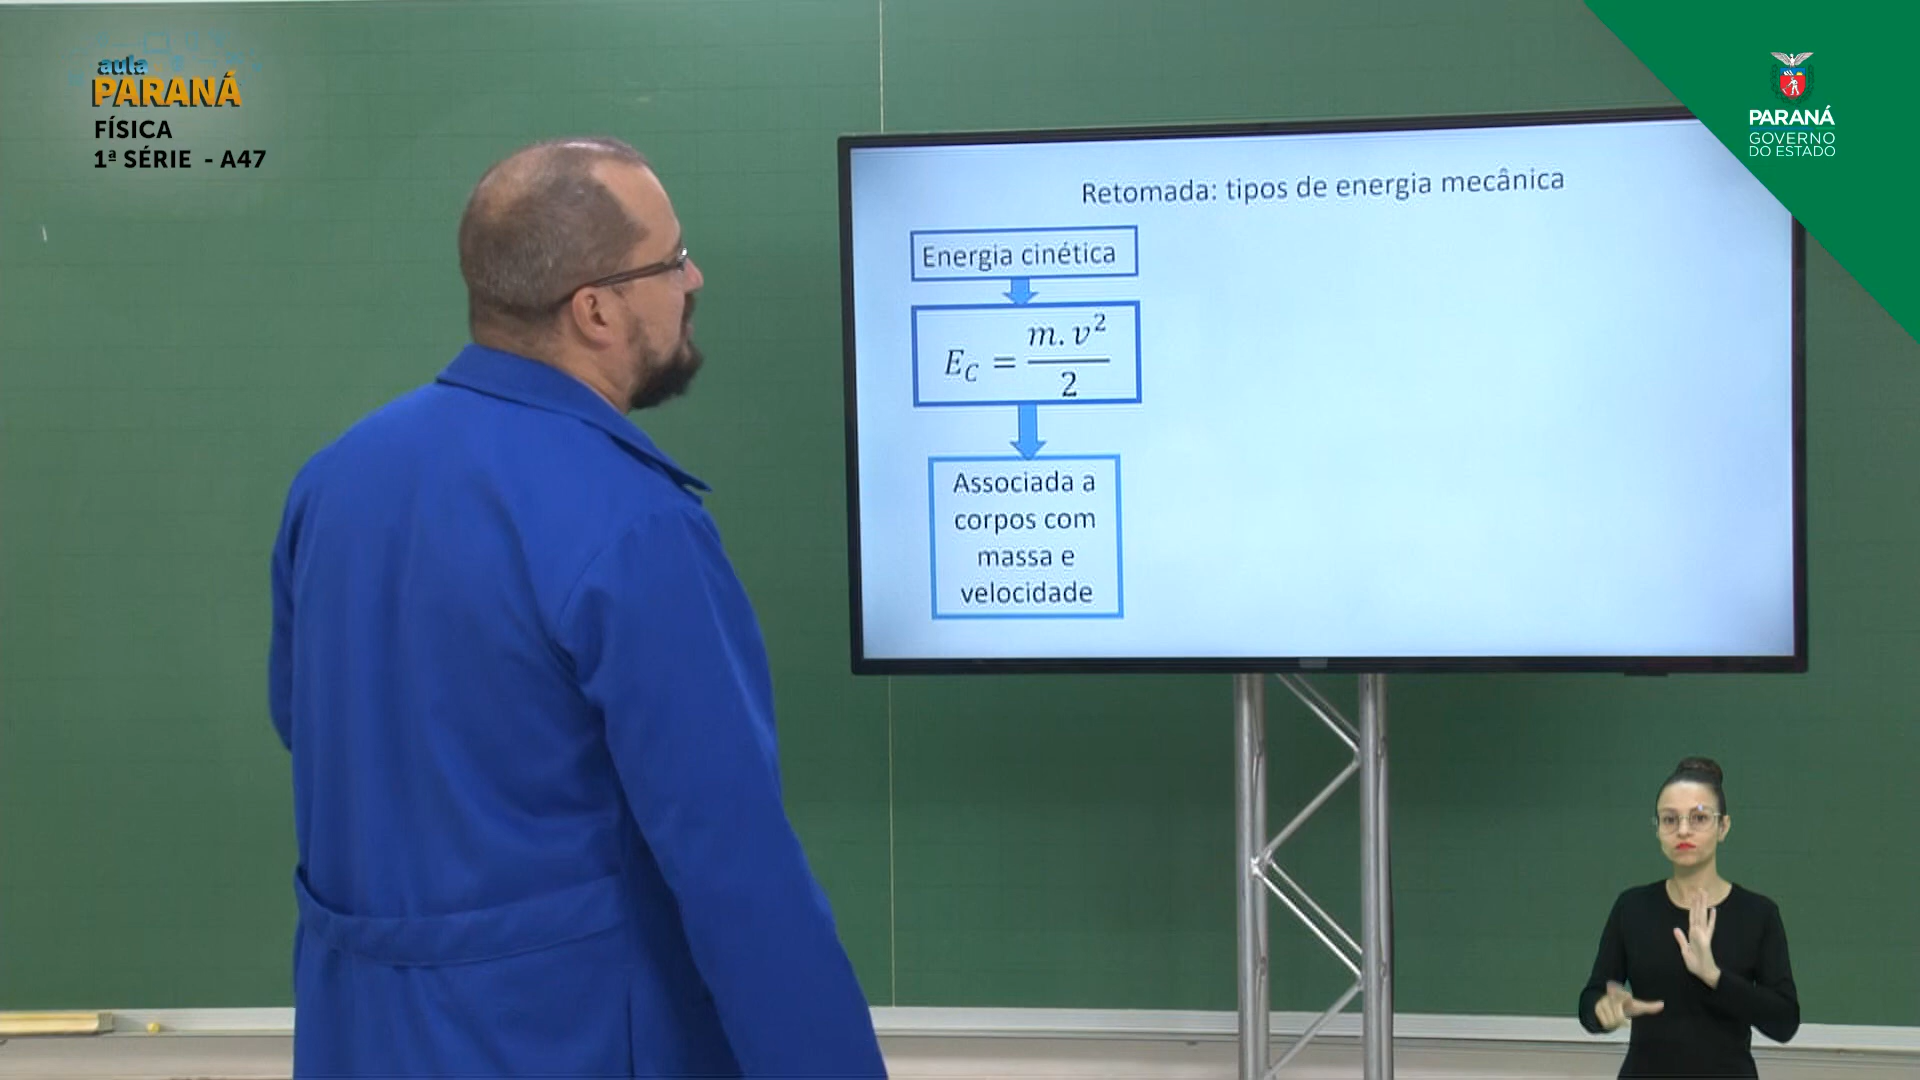 aula
PARANÁ
FÍSICA
1ª SÉRIE - A47
PARANÁ
GOVERNO
DO ESTADO
Retomada: tipos de energia mecânica
Energia cinética
E_C = m. v² / 2
Associada a
corpos com
massa e
velocidade